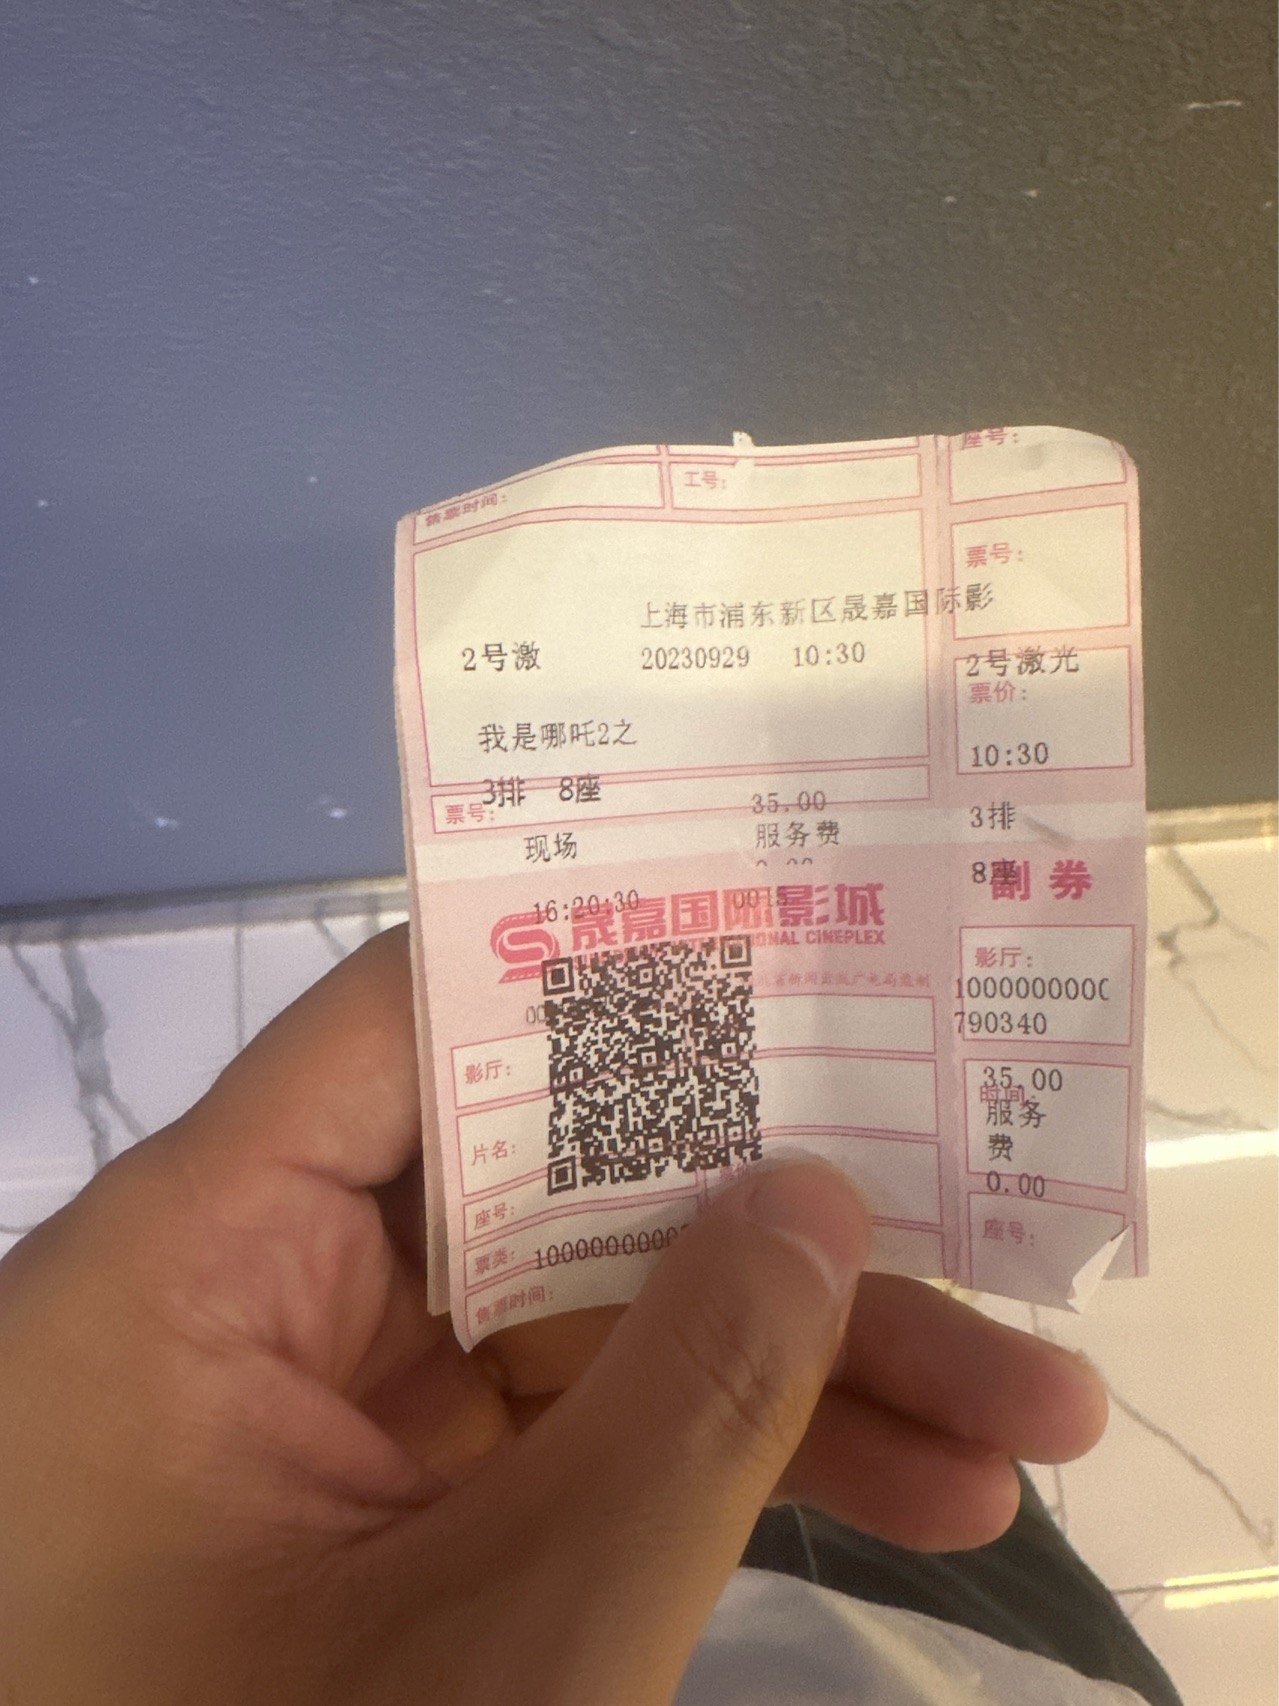 售票时间：
工号：
座号：
票号：
上海市浦东新区晟嘉国际影
2号激
20230929 10:30
2号激光
票价：
我是哪吒2之
10:30
3排 8座
票号：
35.00
3排
现场
服务费
8座
副券
16:20:30
0015
晟嘉国际影城
INTERNATIONAL CINEPLEX
影厅：
1000000000
790340
影厅：
35.00
时间：
服务
费
0.00
片名：
座号：
座号：
票类：
售票时间：